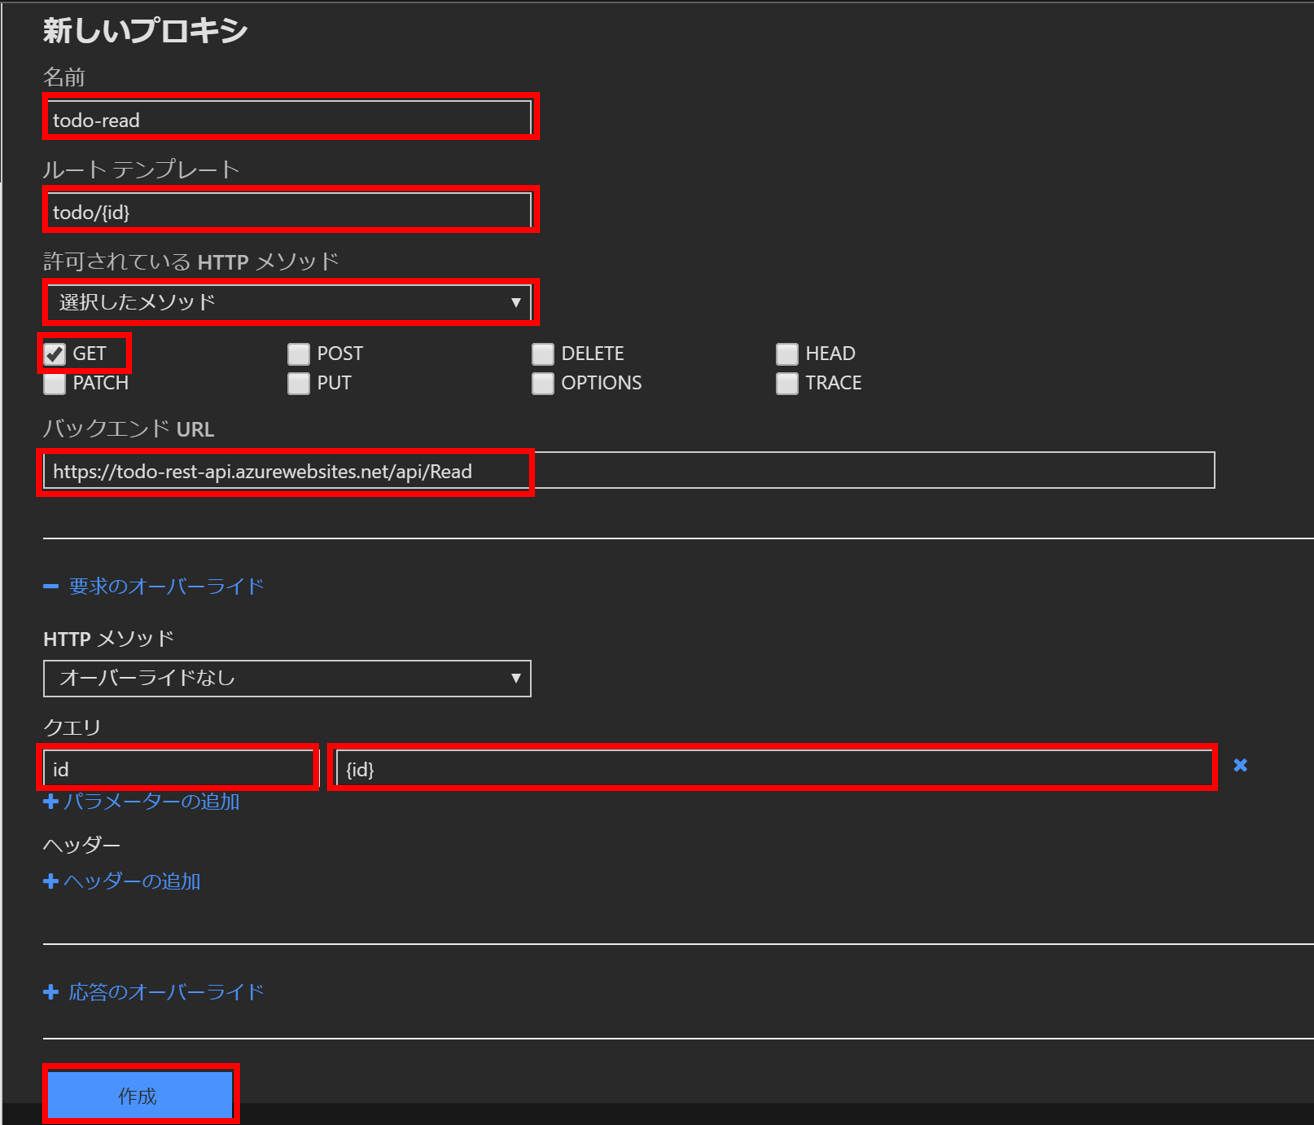 新しいプロキシ
名前
todo-read
ルート テンプレート
todo/{id}
許可されている HTTP メソッド
選択したメソッド
GET POST DELETE HEAD
PATCH PUT OPTIONS TRACE
バックエンド URL
https://todo-rest-api.azurewebsites.net/api/Read
要求のオーバーライド
HTTP メソッド
オーバーライドなし
クエリ
id {id}
パラメーターの追加
ヘッダー
ヘッダーの追加
応答のオーバーライド
作成